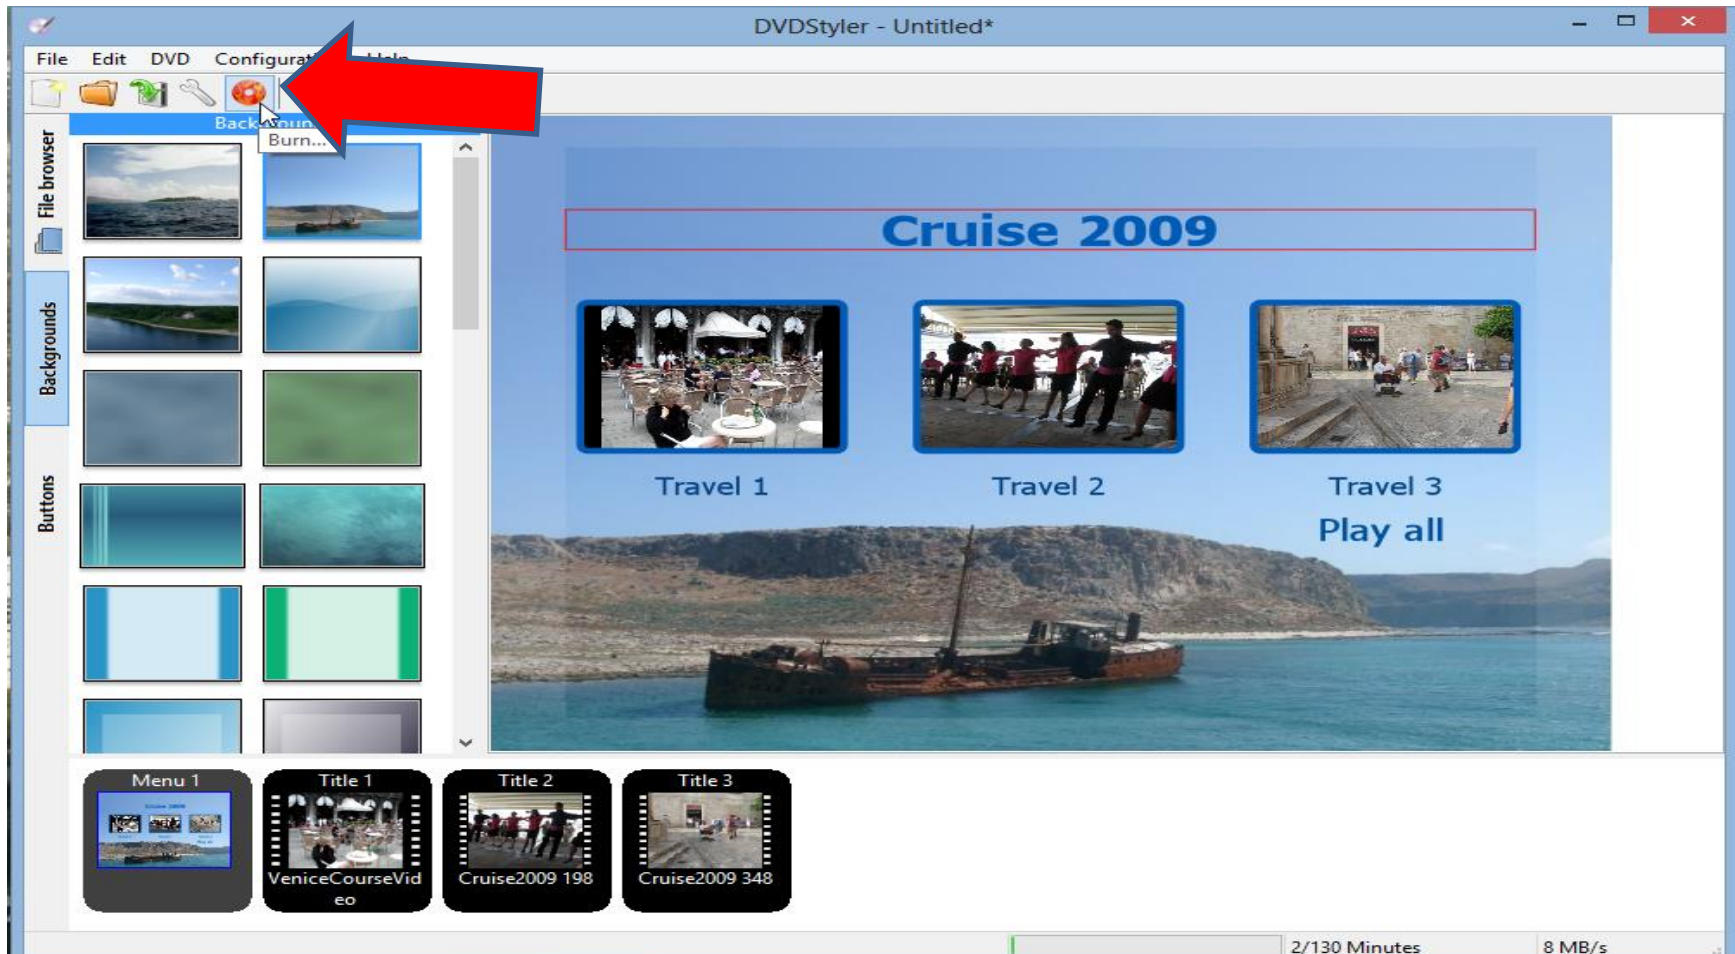 DVDStyler - Untitled*
File Edit DVD
Burn...
File browser
Backgrounds
Buttons
Cruise 2009
Travel 1 Travel 2 Travel 3
Play all
Menu 1 Title 1 Title 2 Title 3
VeniceCourseVid
eo
Cruise2009 198
Cruise2009 348
2/130 Minutes 8 MB/s